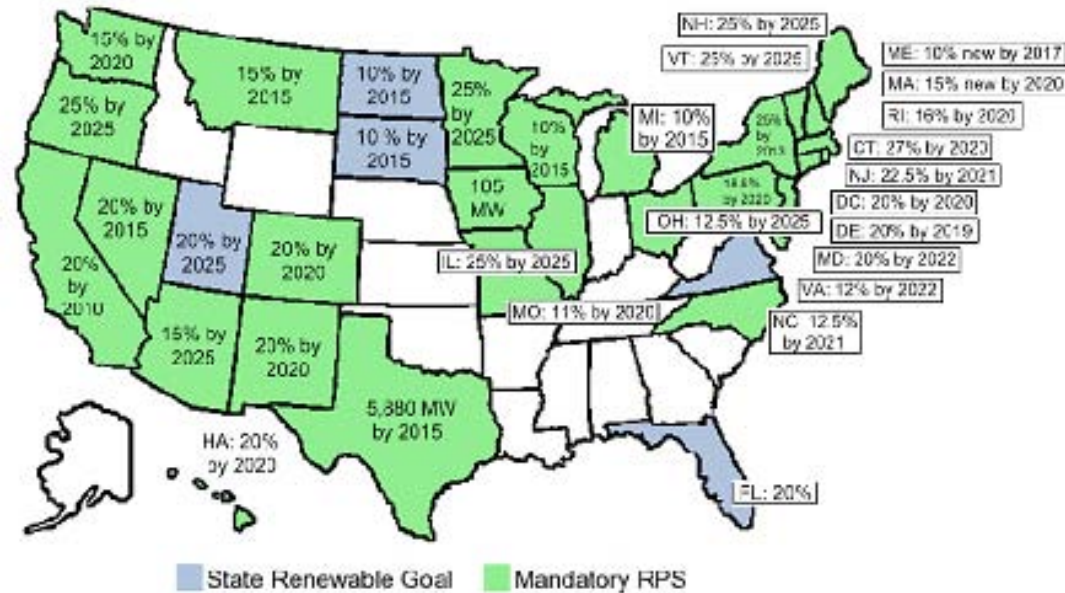 15% by
2020
25% by
2025
20%
by
2010
20% by
2015
15% by
2015
20% by
2025
15% by
2025
20% by
2020
20% by
2020
10% by
2015
10 % by
2015
25%
by
2025
105
MW
10%
by
2015
5,880 MW
by 2015
HA: 20%
by 2020
IL: 25% by 2025
MO: 11% by 2020
MI: 10%
by 2015
OH: 12.5% by 2025
25%
by
by 2020
NH: 25% by 2025
VT: 25% by 2025
ME: 10% new by 2017
MA: 15% new by 2020
RI: 16% by 2020
CT: 27% by 2020
NJ: 22.5% by 2021
DC: 20% by 2020
DE: 20% by 2019
MD: 20% by 2022
VA: 12% by 2022
NC 12.5%
by 2021
FL: 20%
State Renewable Goal
Mandatory RPS